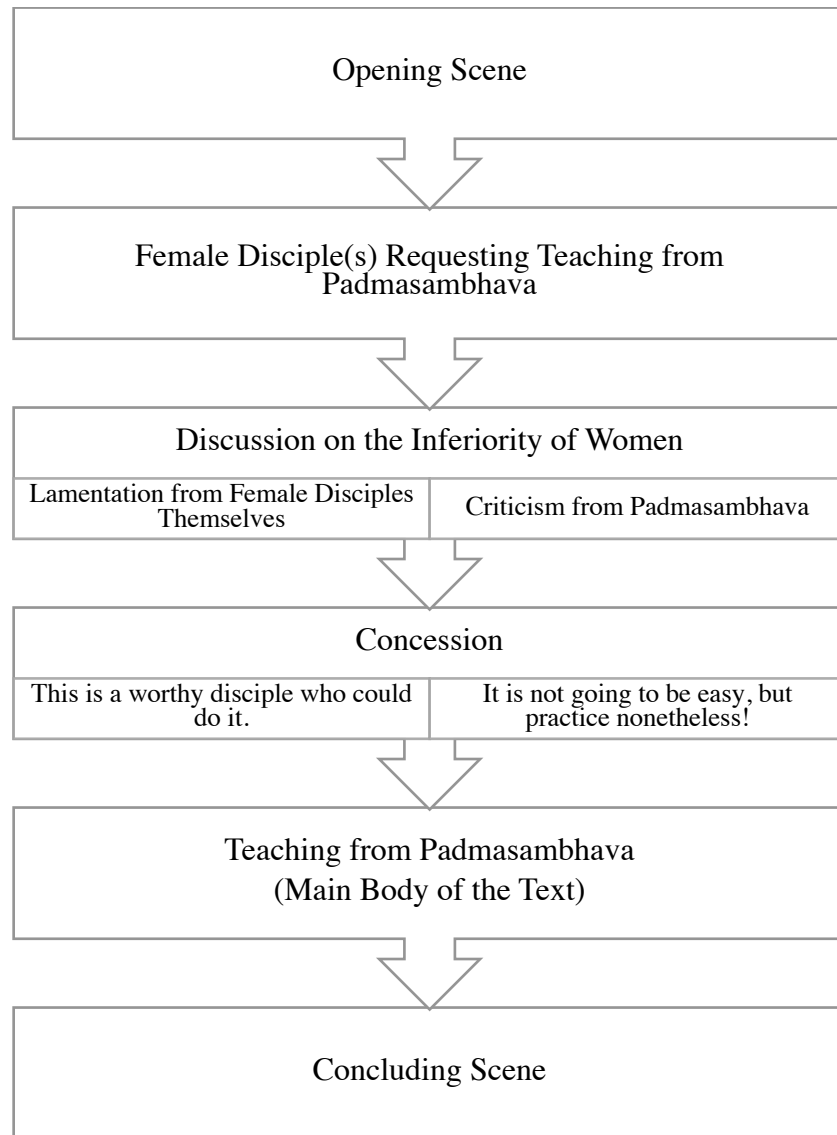 Opening Scene
Female Disciple(s) Requesting Teaching from
Padmasambhava
Discussion on the Inferiority of Women
Lamentation from Female Disciples
Themselves
Criticism from Padmasambhava
Concession
This is a worthy disciple who could
do it.
It is not going to be easy, but
practice nonetheless!
Teaching from Padmasambhava
(Main Body of the Text)
Concluding Scene